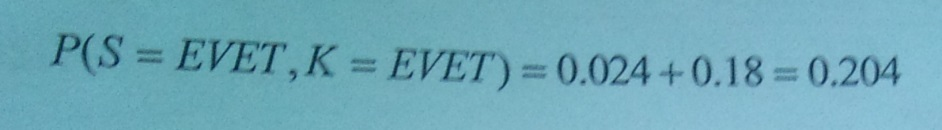 P(S = EVET, K = EVET) = 0.024 + 0.18 = 0.204